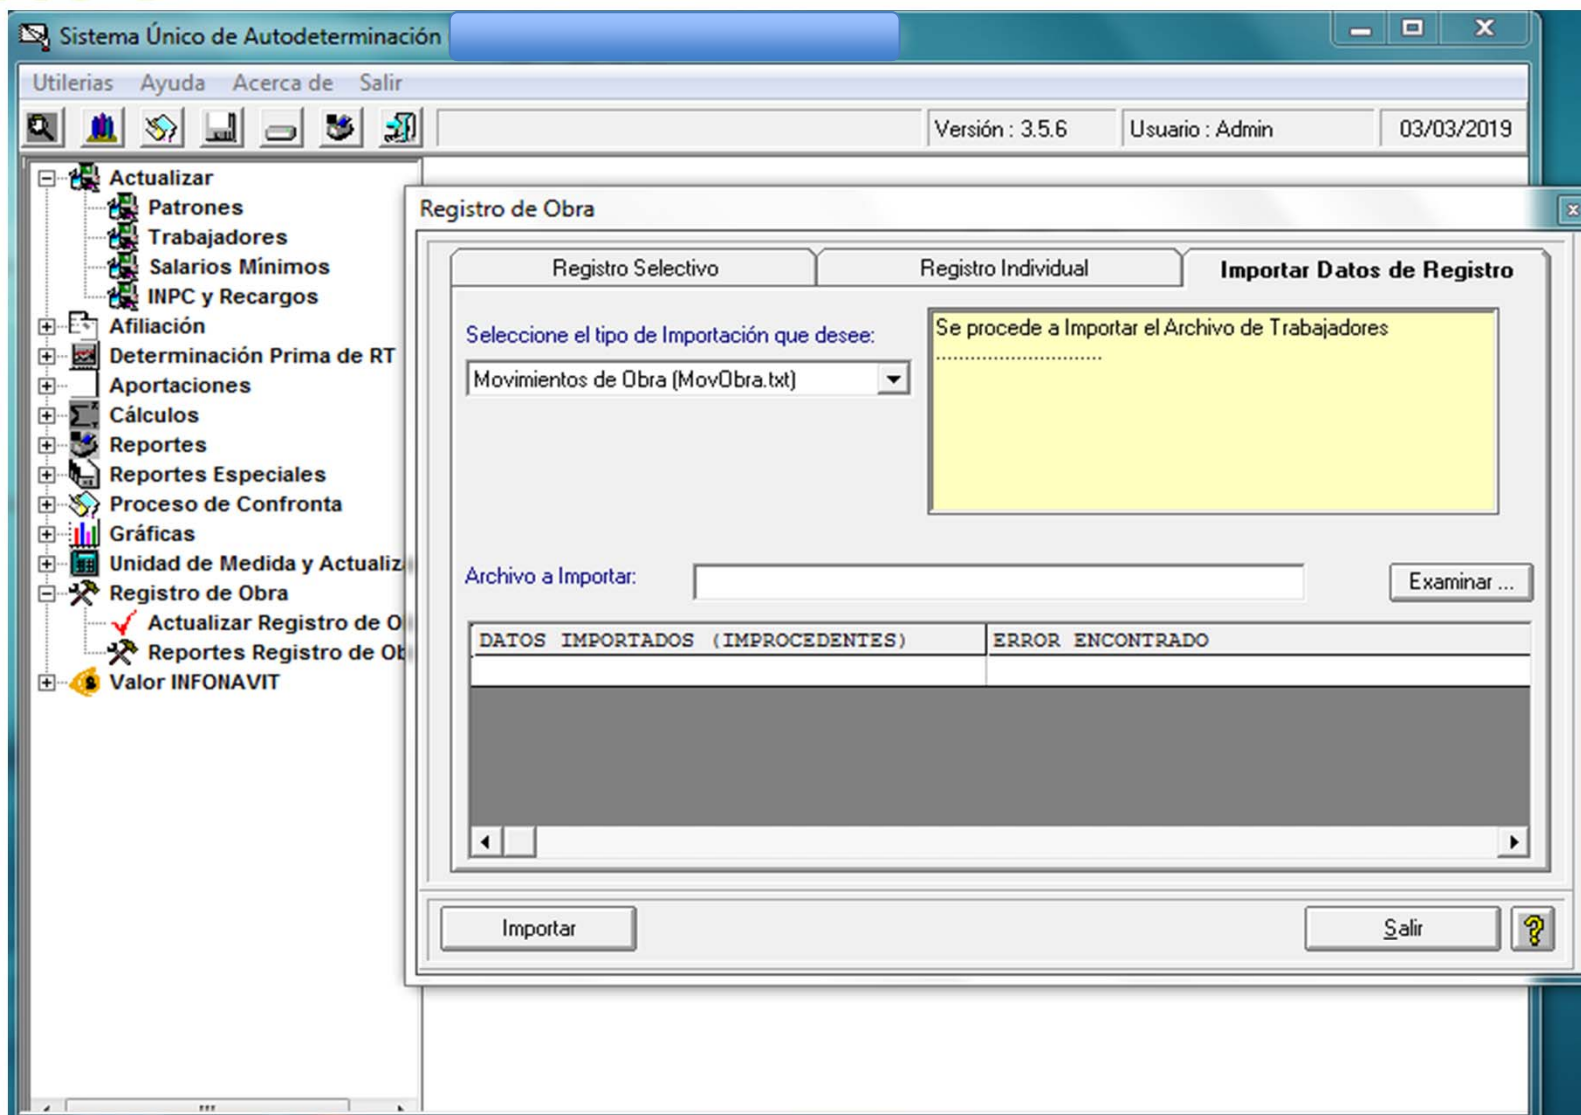 Sistema Único de Autodeterminación
Utilerias Ayuda Acerca de Salir
Versión : 3.5.6 Usuario : Admin 03/03/2019
Actualizar
Patrones
Trabajadores
Salarios Mínimos
INPC y Recargos
Afiliación
Determinación Prima de RT
Aportaciones
Cálculos
Reportes
Reportes Especiales
Proceso de Confronta
Gráficas
Unidad de Medida y Actualiz
Registro de Obra
Actualizar Registro de O
Reportes Registro de Ob
Valor INFONAVIT
Registro de Obra
Registro Selectivo Registro Individual Importar Datos de Registro
Seleccione el tipo de Importación que desee:
Movimientos de Obra (MovObra.txt)
Se procede a Importar el Archivo de Trabajadores
..............................
Archivo a Importar:
Examinar ...
DATOS IMPORTADOS (IMPROCEDENTES) ERROR ENCONTRADO
Importar Salir ?